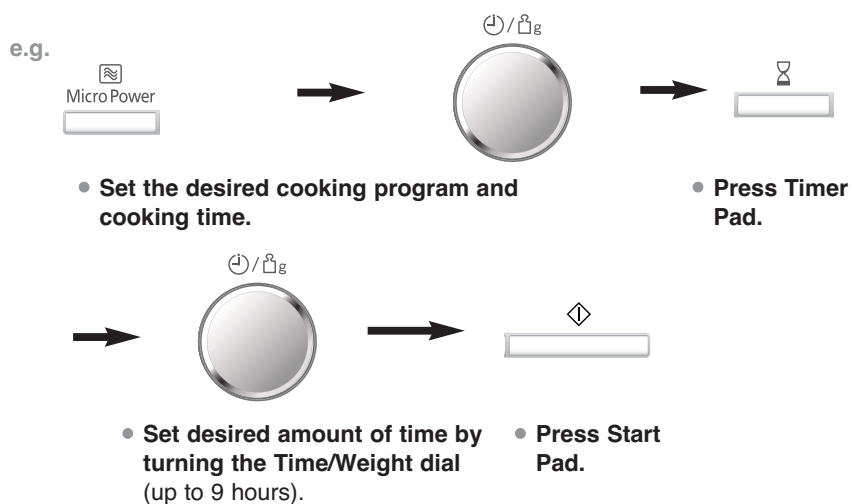 e.g.
g
Micro Power
• Set the desired cooking program and
cooking time.
• Press Timer
Pad.
g
• Set desired amount of time by
turning the Time/Weight dial
(up to 9 hours).
• Press Start
Pad.